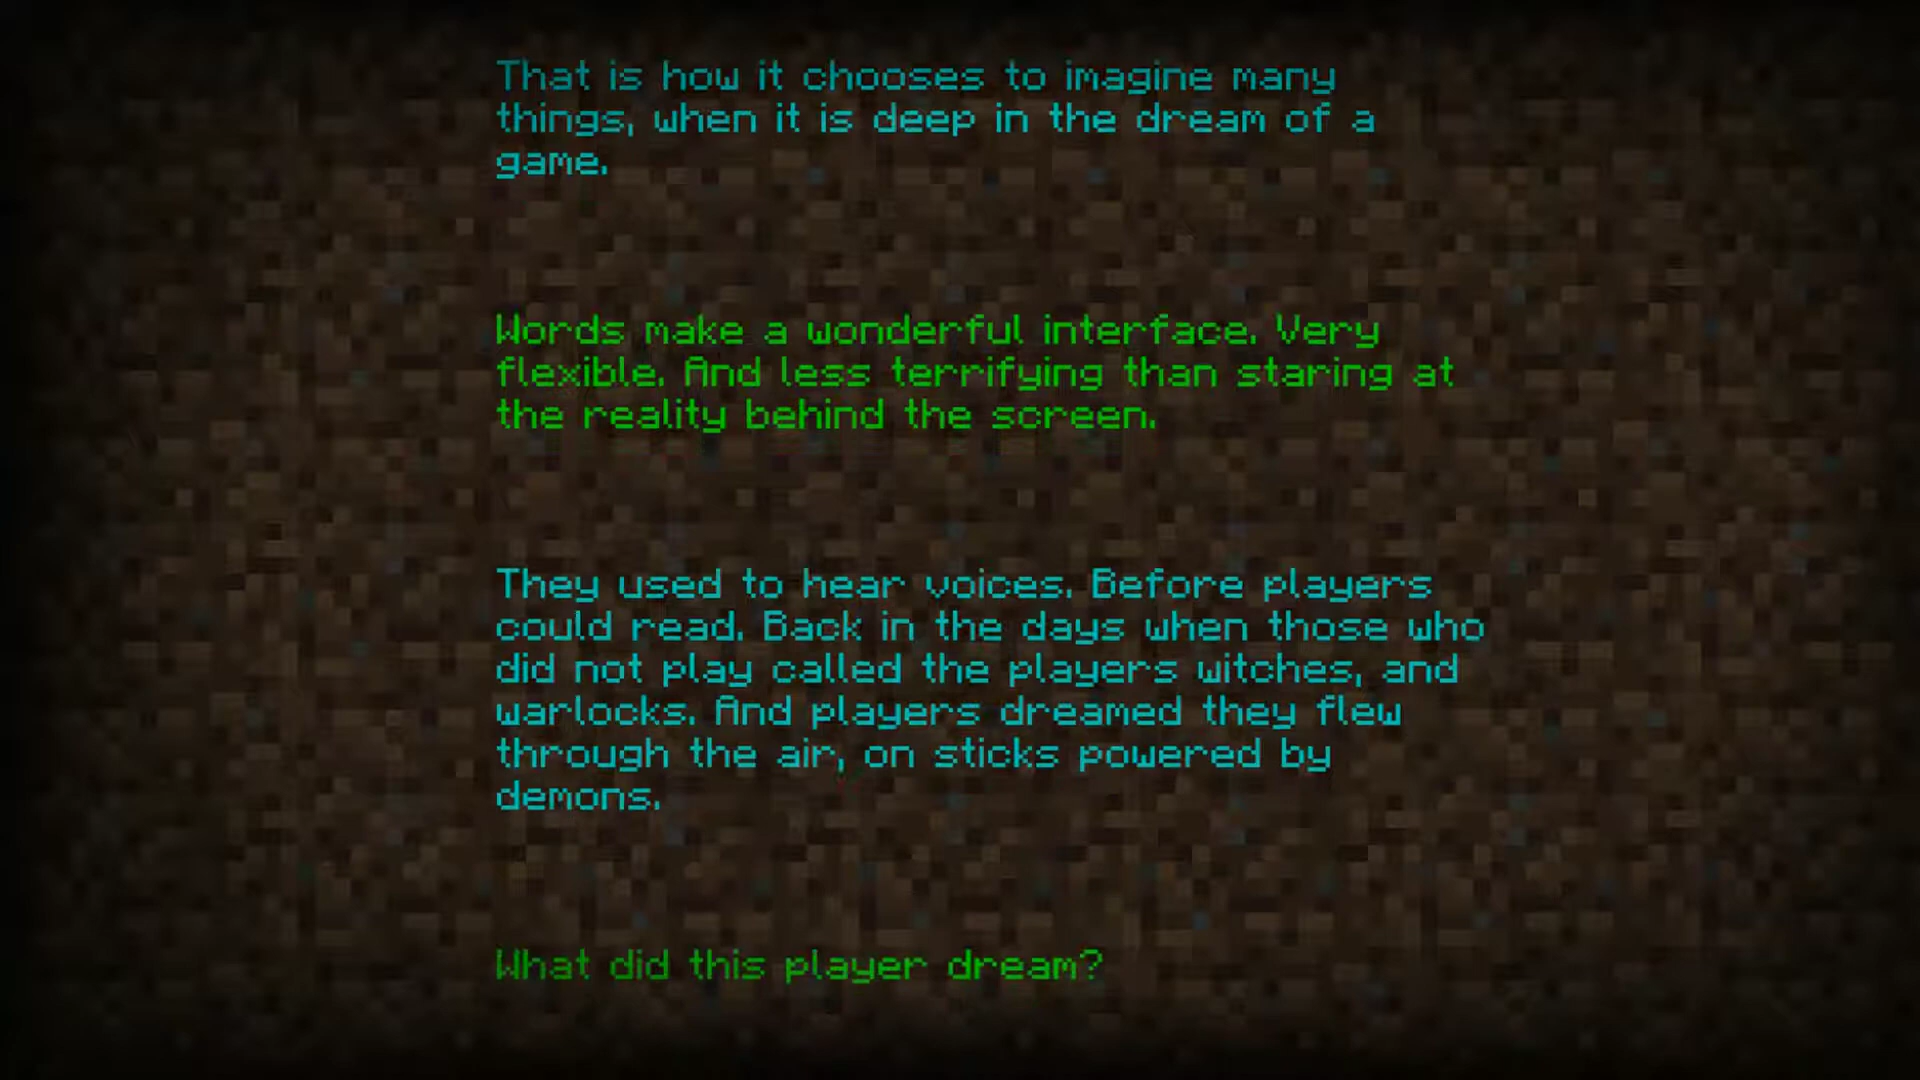 That is how it chooses to imagine many
things, when it is deep in the dream of a
game.
Words make a wonderful interface. Very
flexible. And less terrifying than staring at
the reality behind the screen.
They used to hear voices. Before players
could read. Back in the days when those who
did not play called the players witches, and
warlocks. And players dreamed they flew
through the air, on sticks powered by
demons.
What did this player dream?